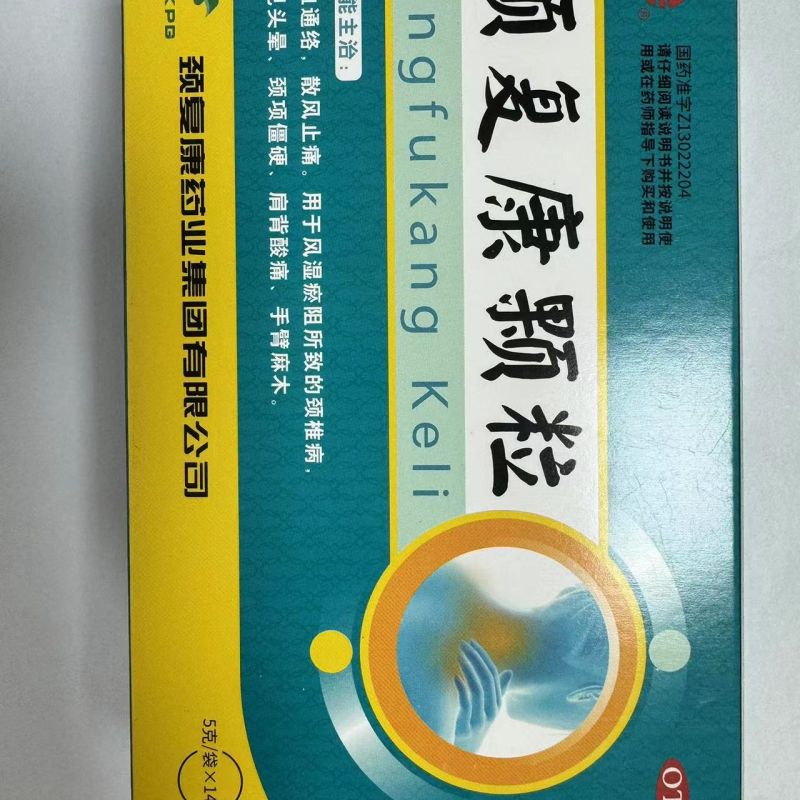 国药准字Z13022204
请仔细阅读说明书并按说明使
用或在药师指导下购买和使用
颈复康颗粒
ngfukang Keli
能主治:
通络,散风止痛。用于风湿瘀阻所致的颈椎病,
头晕、颈项僵硬、肩背酸痛、手臂麻木。
KPG
颈复康药业集团有限公司
5克/袋×14
OT